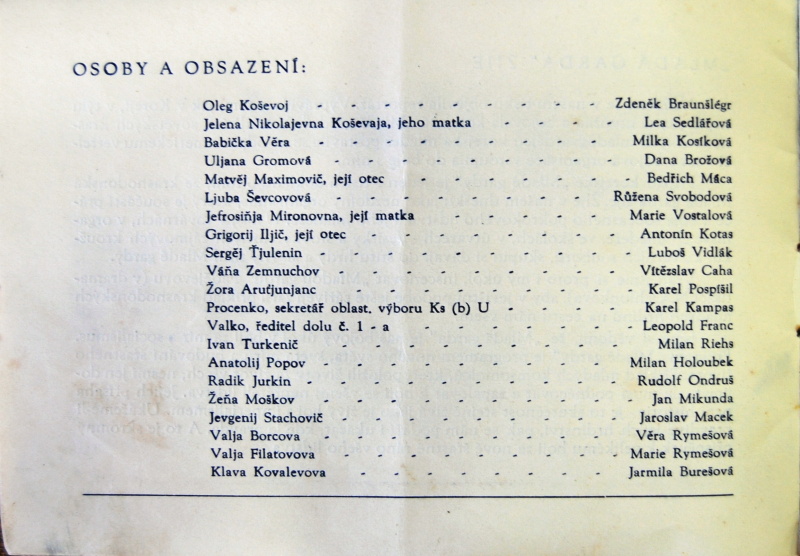 OSOBY A OBSAZENÍ:
Oleg Koševoj - - - - - - - - Zdeněk Braunšlégr
Jelena Nikolajevna Koševaja, jeho matka - - - - Lea Sedlářová
Babička Věra - - - - - - - - Milka Kosíková
Uljana Gromová - - - - - - - - Dana Brožová
Matvěj Maximovič, její otec - - - - - - Bedřich Máca
Ljuba Ševcovová - - - - - - - Růžena Svobodová
Jefrosiňja Mironovna, její matka - - - - - Marie Vostalová
Grigorij Iljič, její otec - - - - - - - Antonín Kotas
Sergěj Ťjulenin - - - - - - - - Luboš Vidlák
Váňa Zemnuchov - - - - - - - - Vítězslav Caha
Žora Aruťjunjanc - - - - - - - - Karel Pospíšil
Procenko, sekretář oblast. výboru Ks (b) U - - - - Karel Kampas
Valko, ředitel dolu č. 1 - a - - - - - - Leopold Franc
Ivan Turkenič - - - - - - - - Milan Riehs
Anatolij Popov - - - - - - - - Milan Holoubek
Radik Jurkin - - - - - - - - - Rudolf Ondruš
Žeňa Moškov - - - - - - - - - Jan Mikunda
Jevgenij Stachovič - - - - - - - - Jaroslav Macek
Valja Borcova - - - - - - - - Věra Rymešová
Valja Filatovova - - - - - - - - Marie Rymešová
Klava Kovalevova - - - - - - - Jarmila Burešová